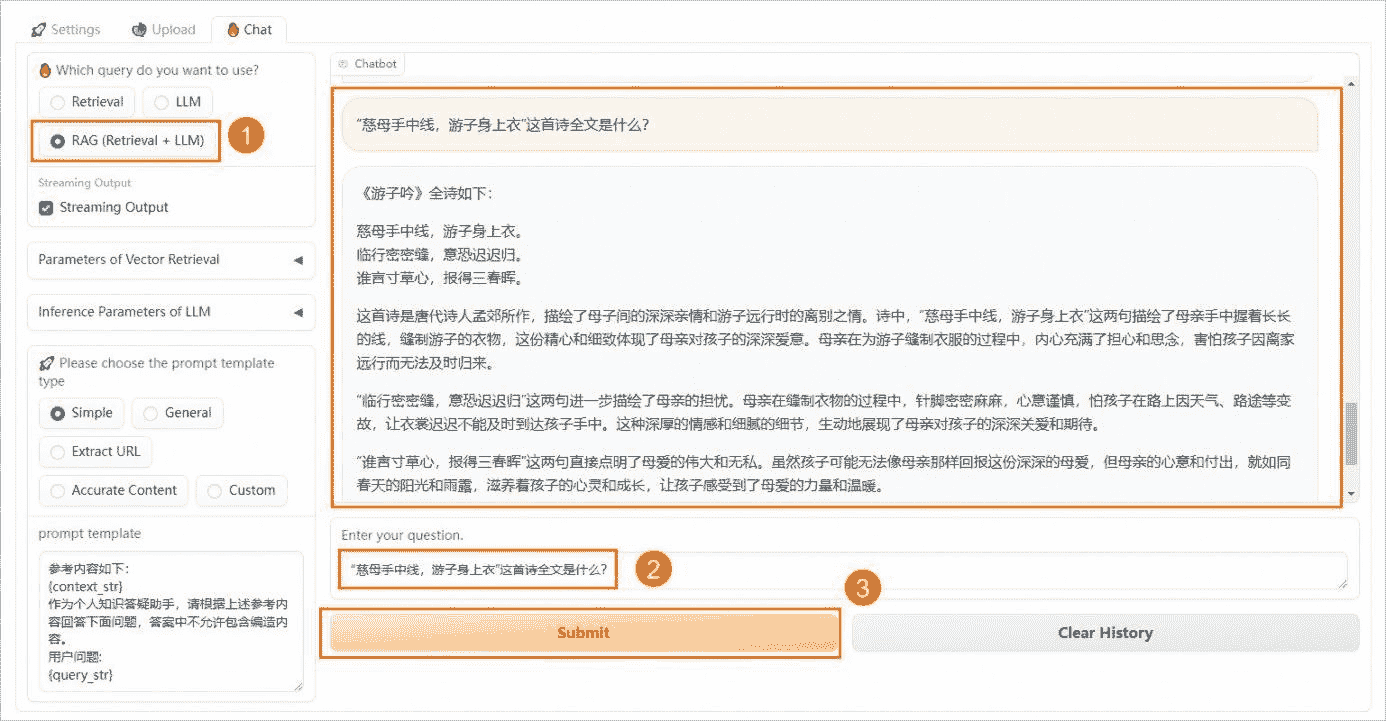 Settings
Upload
Chat
Which query do you want to use?
Retrieval
LLM
RAG (Retrieval + LLM)
1
Streaming Output
Streaming Output
Parameters of Vector Retrieval
Inference Parameters of LLM
Please choose the prompt template
type
Simple
General
Extract URL
Accurate Content
Custom
prompt template
参考内容如下:
{context_str}
作为个人知识答疑助手，请根据上述参考内
容回答下面问题，答案中不允许包含编造内
容。
用户问题:
{query_str}
Chatbot
“慈母手中线，游子身上衣”这首诗全文是什么？
《游子吟》全诗如下：
慈母手中线，游子身上衣。
临行密密缝，意恐迟迟归。
谁言寸草心，报得三春晖。
这首诗是唐代诗人孟郊所作，描绘了母子间的深深亲情和游子远行时的离别之情。诗中，“慈母手中线，游子身上衣”这两句描绘了母亲手中握着长长
的线，缝制游子的衣物，这份精心和细致体现了母亲对孩子的深深爱意。母亲在为游子缝制衣服的过程中，内心充满了担心和思念，害怕孩子因离家
远行而无法及时归来。
“临行密密缝，意恐迟迟归”这两句进一步描绘了母亲的担忧。母亲在缝制衣物的过程中，针脚密密麻麻，心意谨慎，怕孩子在路上因天气、路途等变
故，让衣裳迟迟不能及时到达孩子手中。这种深厚的情感和细腻的细节，生动地展现了母亲对孩子的深深关爱和期待。
“谁言寸草心，报得三春晖”这两句直接点明了母爱的伟大和无私。虽然孩子可能无法像母亲那样回报这份深深的母爱，但母亲的心意和付出，就如同
春天的阳光和雨露，滋养着孩子的心灵和成长，让孩子感受到了母爱的力量和温暖。
Enter your question.
“慈母手中线，游子身上衣”这首诗全文是什么？
2
3
Submit
Clear History